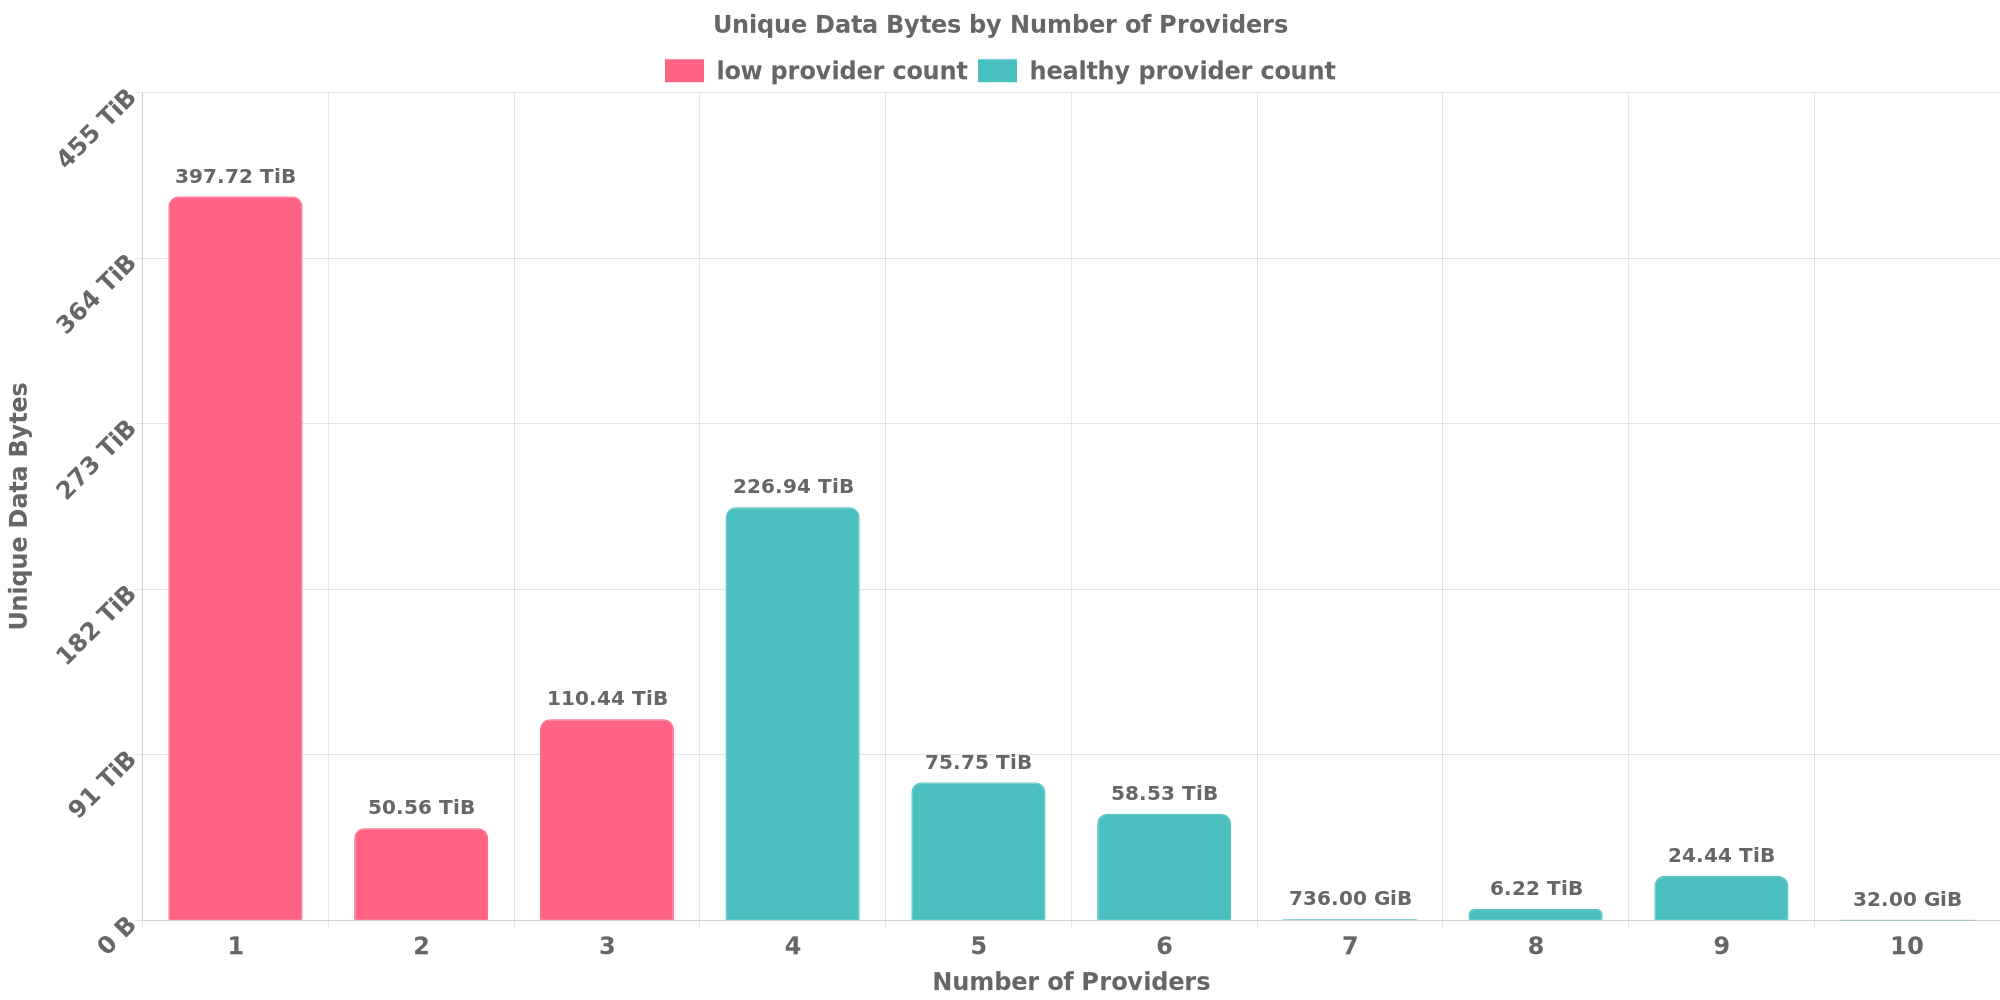 Unique Data Bytes by Number of Providers
low provider count healthy provider count
455 TiB
364 TiB
273 TiB
182 TiB
91 TiB
0 B
Unique Data Bytes
397.72 TiB
50.56 TiB
110.44 TiB
226.94 TiB
75.75 TiB
58.53 TiB
736.00 GiB
6.22 TiB
24.44 TiB
32.00 GiB
1 2 3 4 5 6 7 8 9 10
Number of Providers